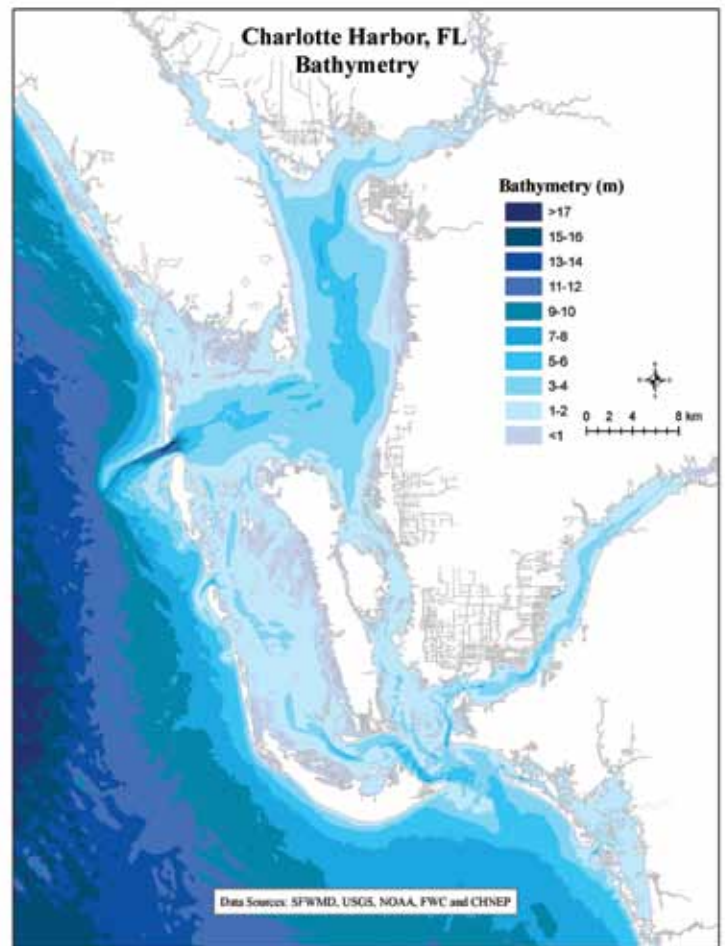 Charlotte Harbor, FL
Bathymetry
Bathymetry (m)
>17
15-16
13-14
11-12
9-10
7-8
5-6
3-4
1-2
<1
0 2 4 8 km
Data Sources: SFWMD, USGS, NOAA, FWC and CHNEP